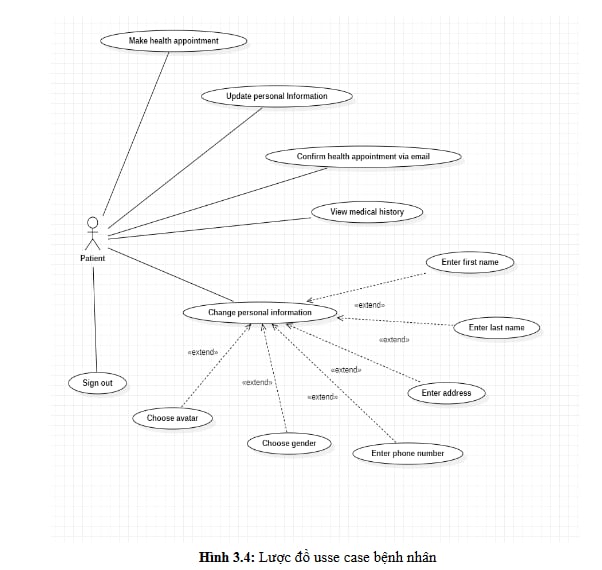 Make health appointment
Update personal Information
Confirm health appointment via email
View medical history
Patient
Enter first name
«extend»
Change personal information
Enter last name
«extend»
«extend»
Sign out
«extend»
Enter address
«extend»
Choose avatar
Choose gender
Enter phone number
Hình 3.4: Lược đồ usse case bệnh nhân